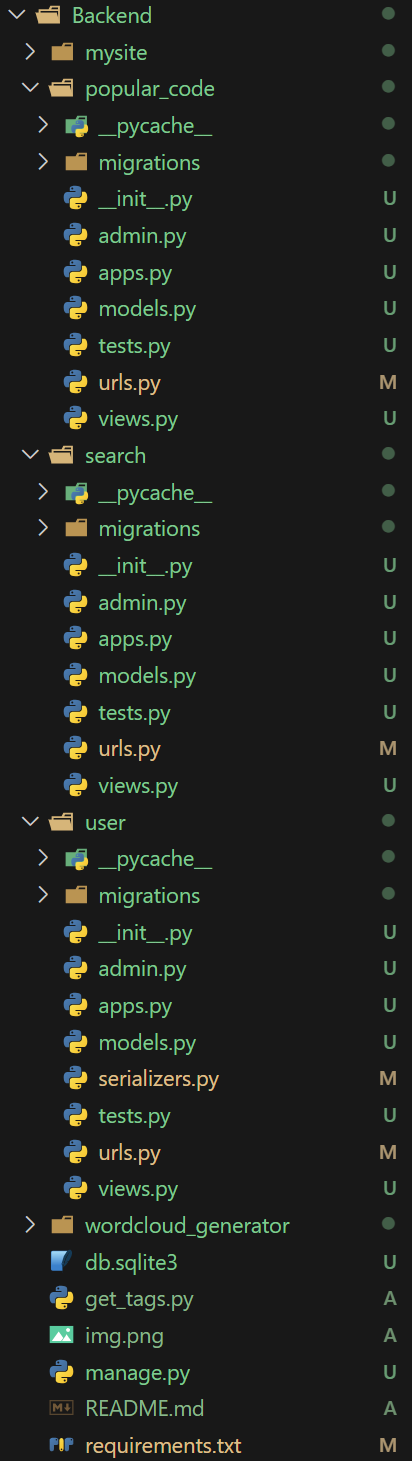 Backend
mysite
popular_code
__pycache__
migrations
__init__.py U
admin.py U
apps.py U
models.py U
tests.py U
urls.py M
views.py U
search
__pycache__
migrations
__init__.py U
admin.py U
apps.py U
models.py U
tests.py U
urls.py M
views.py U
user
__pycache__
migrations
__init__.py U
admin.py U
apps.py U
models.py U
serializers.py M
tests.py U
urls.py M
views.py U
wordcloud_generator
db.sqlite3 U
get_tags.py A
img.png A
manage.py U
README.md A
requirements.txt M